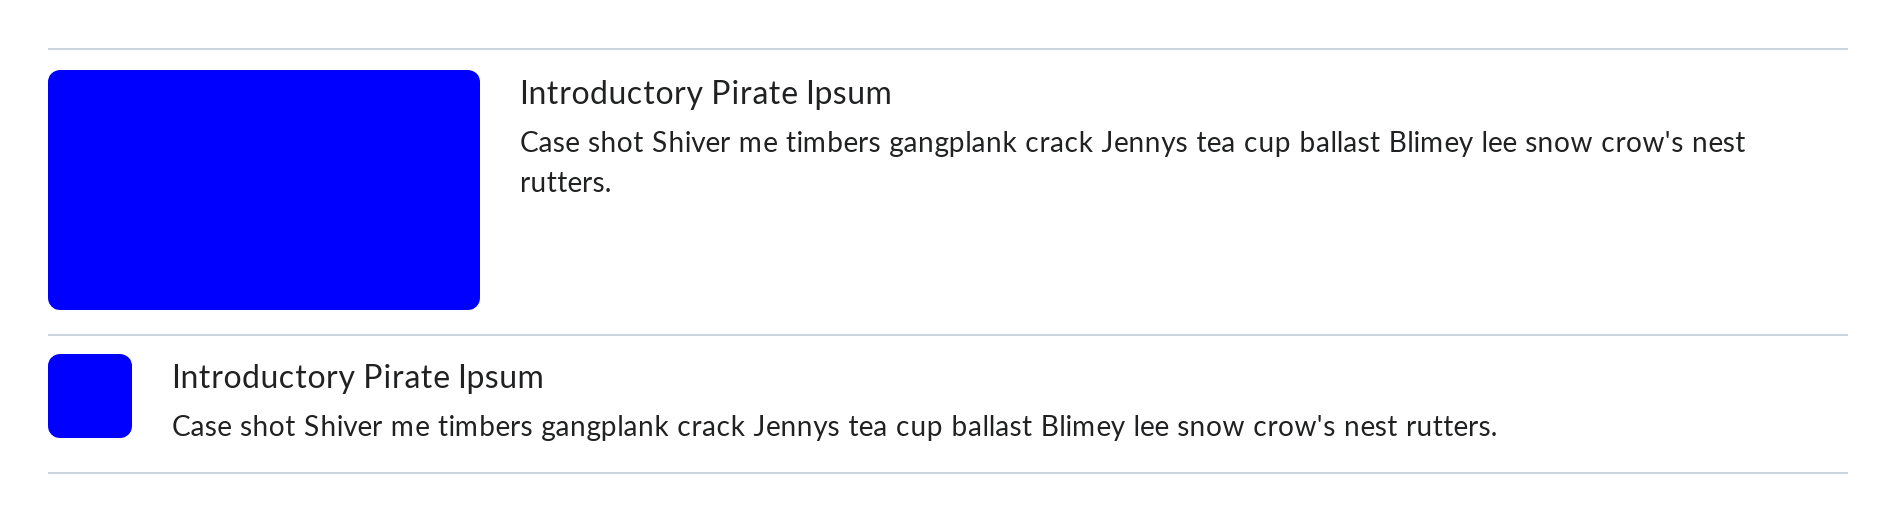 Introductory Pirate Ipsum
Case shot Shiver me timbers gangplank crack Jennys tea cup ballast Blimey lee snow crow's nest
rutters.
Introductory Pirate Ipsum
Case shot Shiver me timbers gangplank crack Jennys tea cup ballast Blimey lee snow crow's nest rutters.